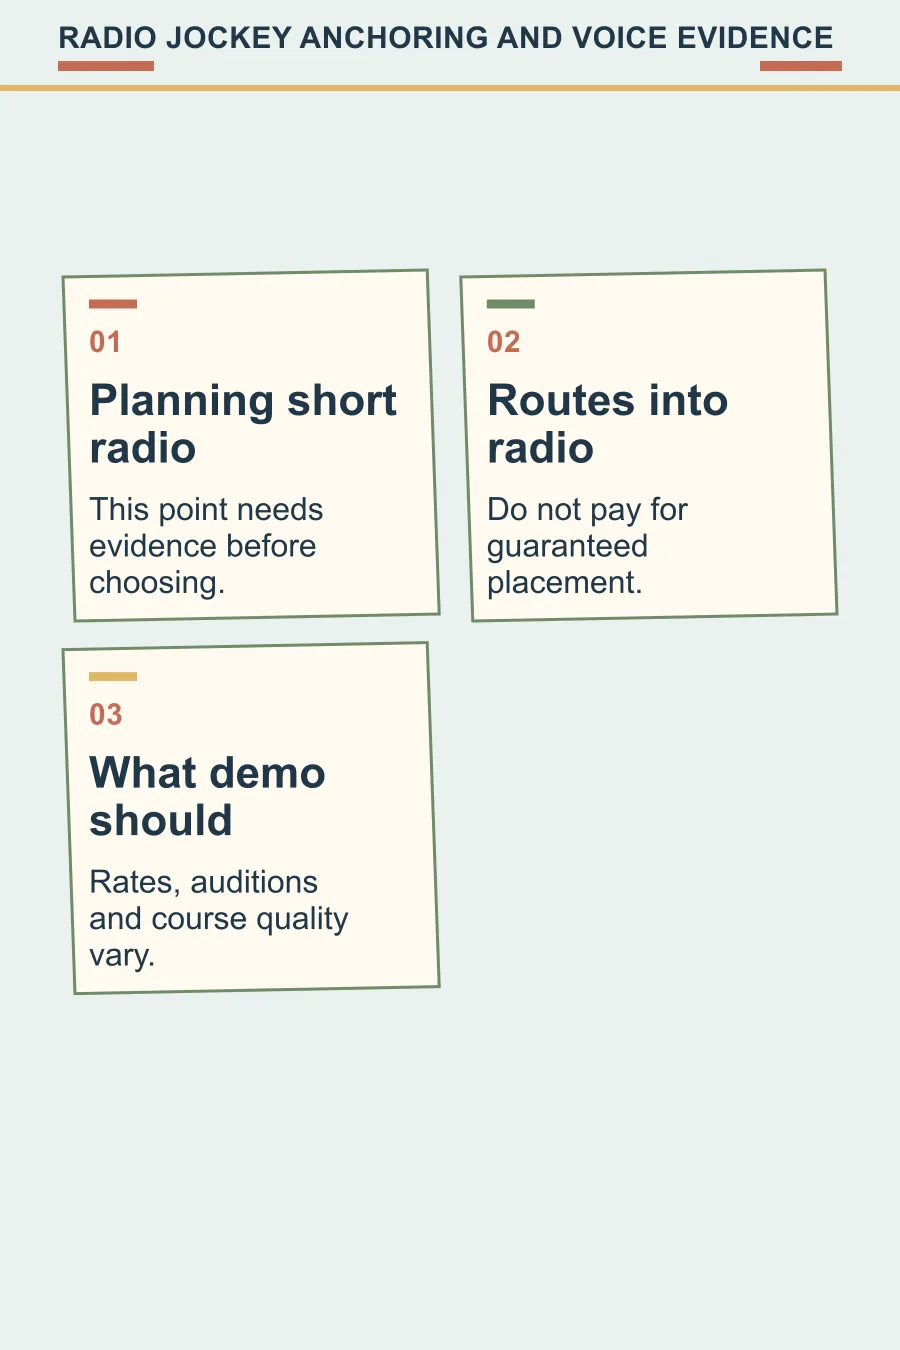 RADIO JOCKEY ANCHORING AND VOICE EVIDENCE
01
Planning short
radio
This point needs
evidence before
choosing.
02
Routes into
radio
Do not pay for
guaranteed
placement.
03
What demo
should
Rates, auditions
and course quality
vary.